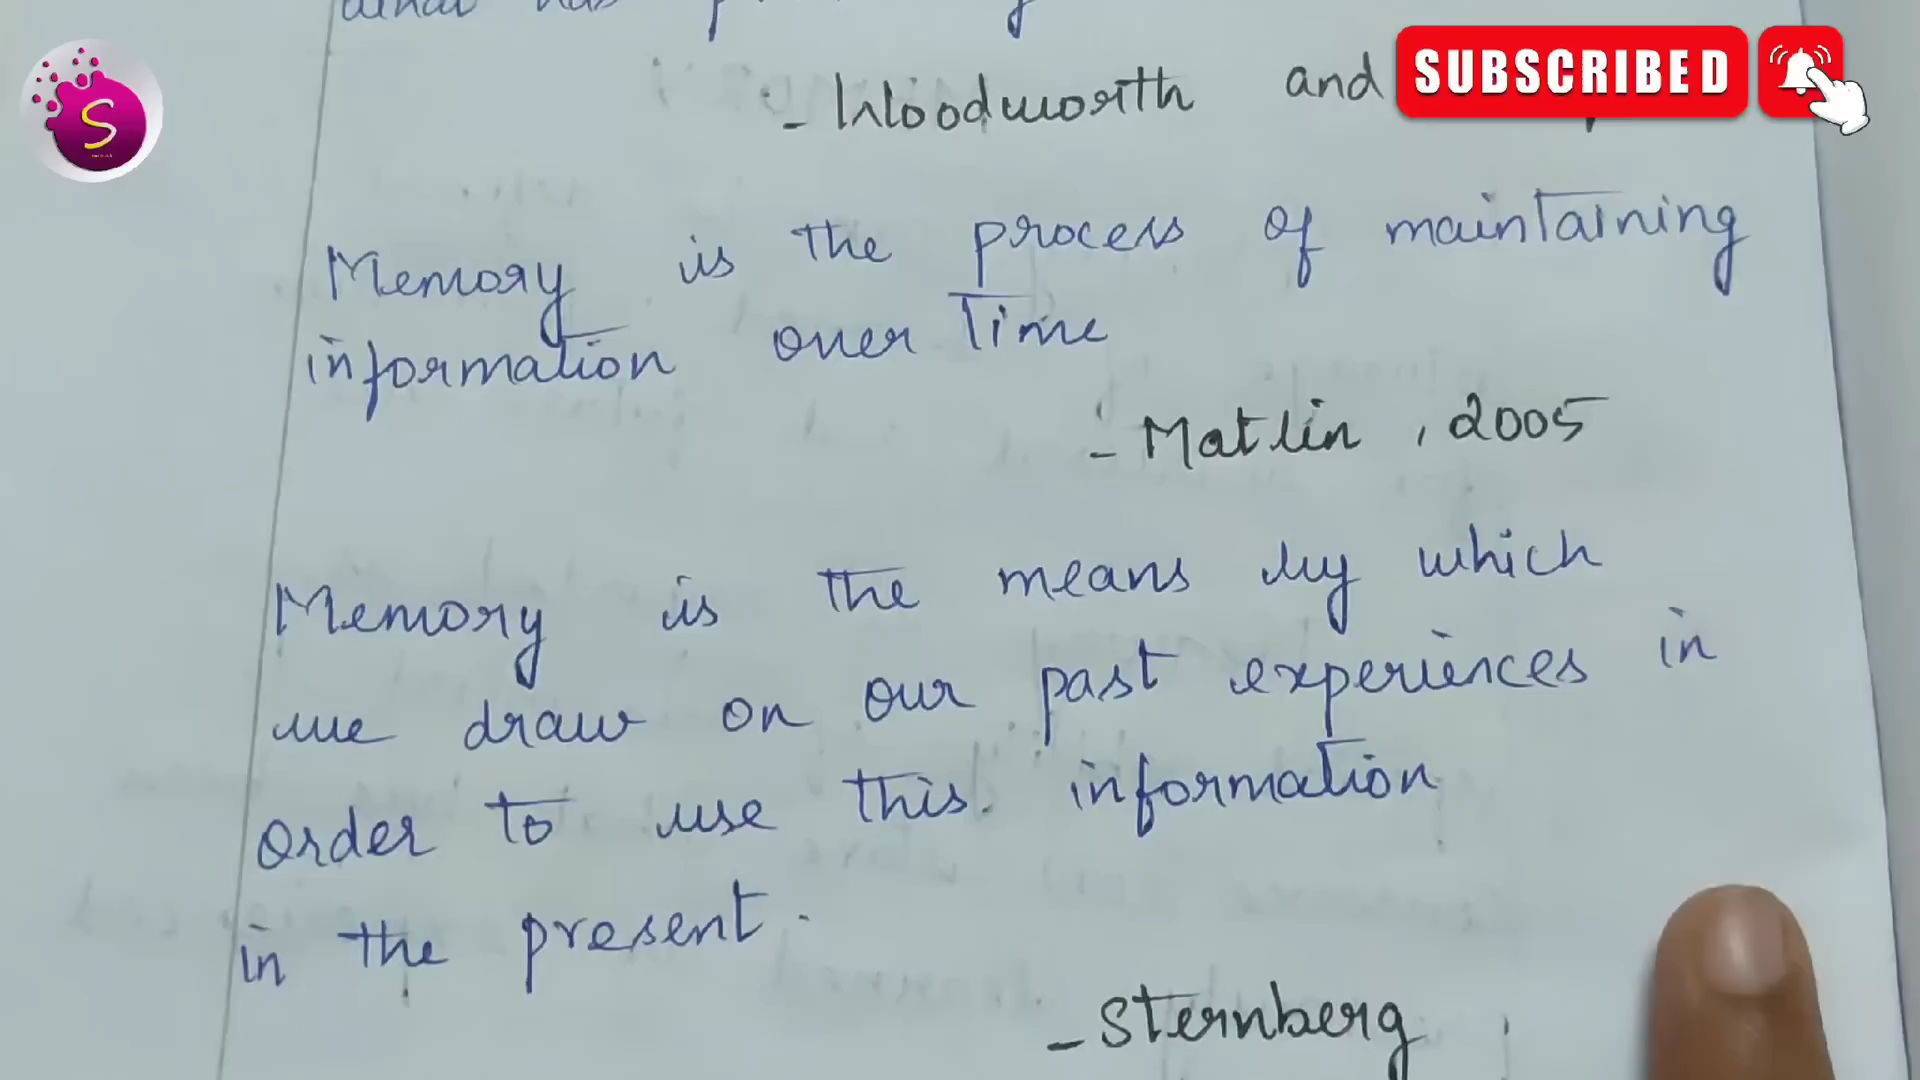 - Woodworth and
SUBSCRIBED
S
Memory is the process of maintaining
information over time
- Matlin, 2005
Memory is the means by which
we draw on our past experiences in
order to use this information
in the present.
- Sternberg,